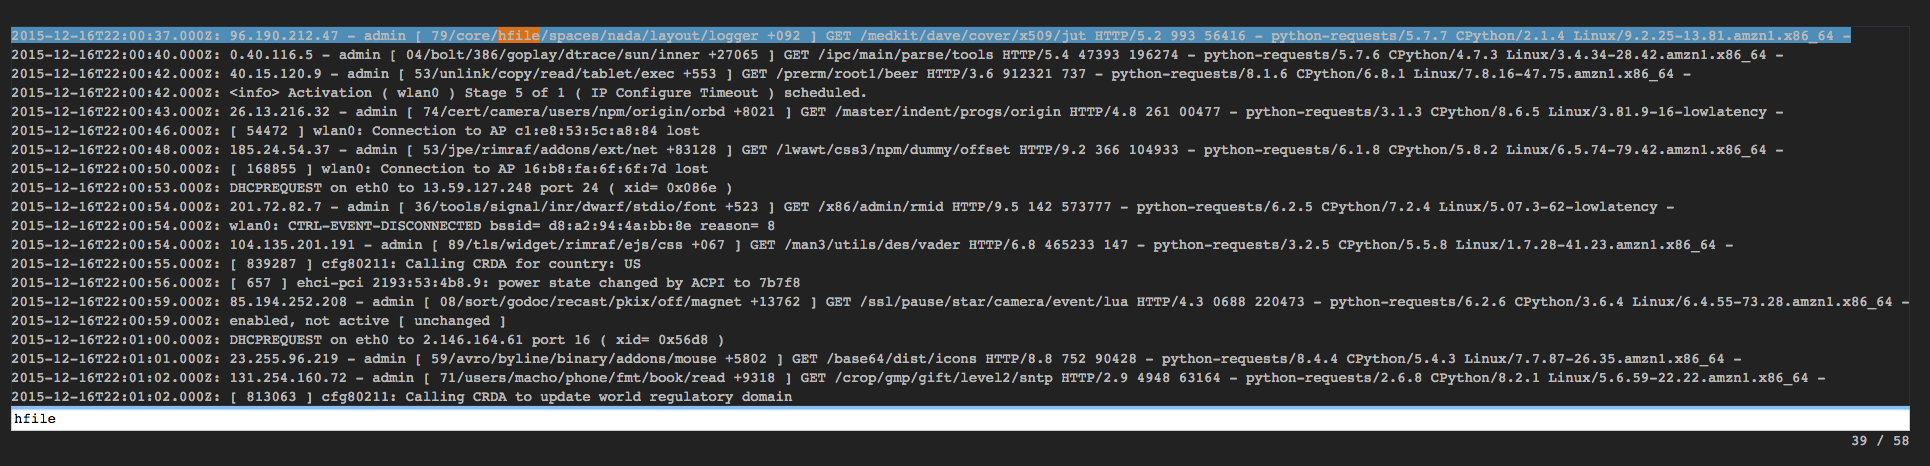 2015-12-16T22:00:37.000Z: 96.190.212.47 - admin [ 79/core/hfile/spaces/nada/layout/logger +092 ] GET /medkit/dave/cover/x509/jut HTTP/5.2 993 56416 - python-requests/5.7.7 CPython/2.1.4 Linux/9.2.25-13.81.amzn1.x86_64 -
2015-12-16T22:00:40.000Z: 0.40.116.5 - admin [ 04/bolt/386/goplay/dtrace/sun/inner +27065 ] GET /ipc/main/parse/tools HTTP/5.4 47393 196274 - python-requests/5.7.6 CPython/4.7.3 Linux/3.4.34-28.42.amzn1.x86_64 -
2015-12-16T22:00:42.000Z: 40.15.120.9 - admin [ 53/unlink/copy/read/tablet/exec +553 ] GET /prerm/root1/beer HTTP/3.6 912321 737 - python-requests/8.1.6 CPython/6.8.1 Linux/7.8.16-47.75.amzn1.x86_64 -
2015-12-16T22:00:42.000Z: <info> Activation ( wlan0 ) Stage 5 of 1 ( IP Configure Timeout ) scheduled.
2015-12-16T22:00:43.000Z: 26.13.216.32 - admin [ 74/cert/camera/users/npm/origin/orbd +8021 ] GET /master/indent/progs/origin HTTP/4.8 261 00477 - python-requests/3.1.3 CPython/8.6.5 Linux/3.81.9-16-lowlatency -
2015-12-16T22:00:46.000Z: [ 54472 ] wlan0: Connection to AP c1:e8:53:5c:a8:84 lost
2015-12-16T22:00:48.000Z: 185.24.54.37 - admin [ 53/jpe/rimraf/addons/ext/net +83128 ] GET /lwawt/css3/npm/dummy/offset HTTP/9.2 366 104933 - python-requests/6.1.8 CPython/5.8.2 Linux/6.5.74-79.42.amzn1.x86_64 -
2015-12-16T22:00:50.000Z: [ 168855 ] wlan0: Connection to AP 16:b8:fa:6f:6f:7d lost
2015-12-16T22:00:53.000Z: DHCPREQUEST on eth0 to 13.59.127.248 port 24 ( xid= 0x086e )
2015-12-16T22:00:54.000Z: 201.72.82.7 - admin [ 36/tools/signal/inr/dwarf/stdio/font +523 ] GET /x86/admin/rmid HTTP/9.5 142 573777 - python-requests/6.2.5 CPython/7.2.4 Linux/5.07.3-62-lowlatency -
2015-12-16T22:00:54.000Z: wlan0: CTRL-EVENT-DISCONNECTED bssid= d8:a2:94:4a:bb:8e reason= 8
2015-12-16T22:00:54.000Z: 104.135.201.191 - admin [ 89/tls/widget/rimraf/ejs/css +067 ] GET /man3/utils/des/vader HTTP/6.8 465233 147 - python-requests/3.2.5 CPython/5.5.8 Linux/1.7.28-41.23.amzn1.x86_64 -
2015-12-16T22:00:55.000Z: [ 839287 ] cfg80211: Calling CRDA for country: US
2015-12-16T22:00:56.000Z: [ 657 ] ehci-pci 2193:53:4b8.9: power state changed by ACPI to 7b7f8
2015-12-16T22:00:59.000Z: 85.194.252.208 - admin [ 08/sort/godoc/recast/pkix/off/magnet +13762 ] GET /ssl/pause/star/camera/event/lua HTTP/4.3 0688 220473 - python-requests/6.2.6 CPython/3.6.4 Linux/6.4.55-73.28.amzn1.x86_64 -
2015-12-16T22:00:59.000Z: enabled, not active [ unchanged ]
2015-12-16T22:01:00.000Z: DHCPREQUEST on eth0 to 2.146.164.61 port 16 ( xid= 0x56d8 )
2015-12-16T22:01:01.000Z: 23.255.96.219 - admin [ 59/avro/byline/binary/addons/mouse +5802 ] GET /base64/dist/icons HTTP/8.8 752 90428 - python-requests/8.4.4 CPython/5.4.3 Linux/7.7.87-26.35.amzn1.x86_64 -
2015-12-16T22:01:02.000Z: 131.254.160.72 - admin [ 71/users/macho/phone/fmt/book/read +9318 ] GET /crop/gmp/gift/level2/sntp HTTP/2.9 4948 63164 - python-requests/2.6.8 CPython/8.2.1 Linux/5.6.59-22.22.amzn1.x86_64 -
2015-12-16T22:01:02.000Z: [ 813063 ] cfg80211: Calling CRDA to update world regulatory domain
hfile
39 / 58